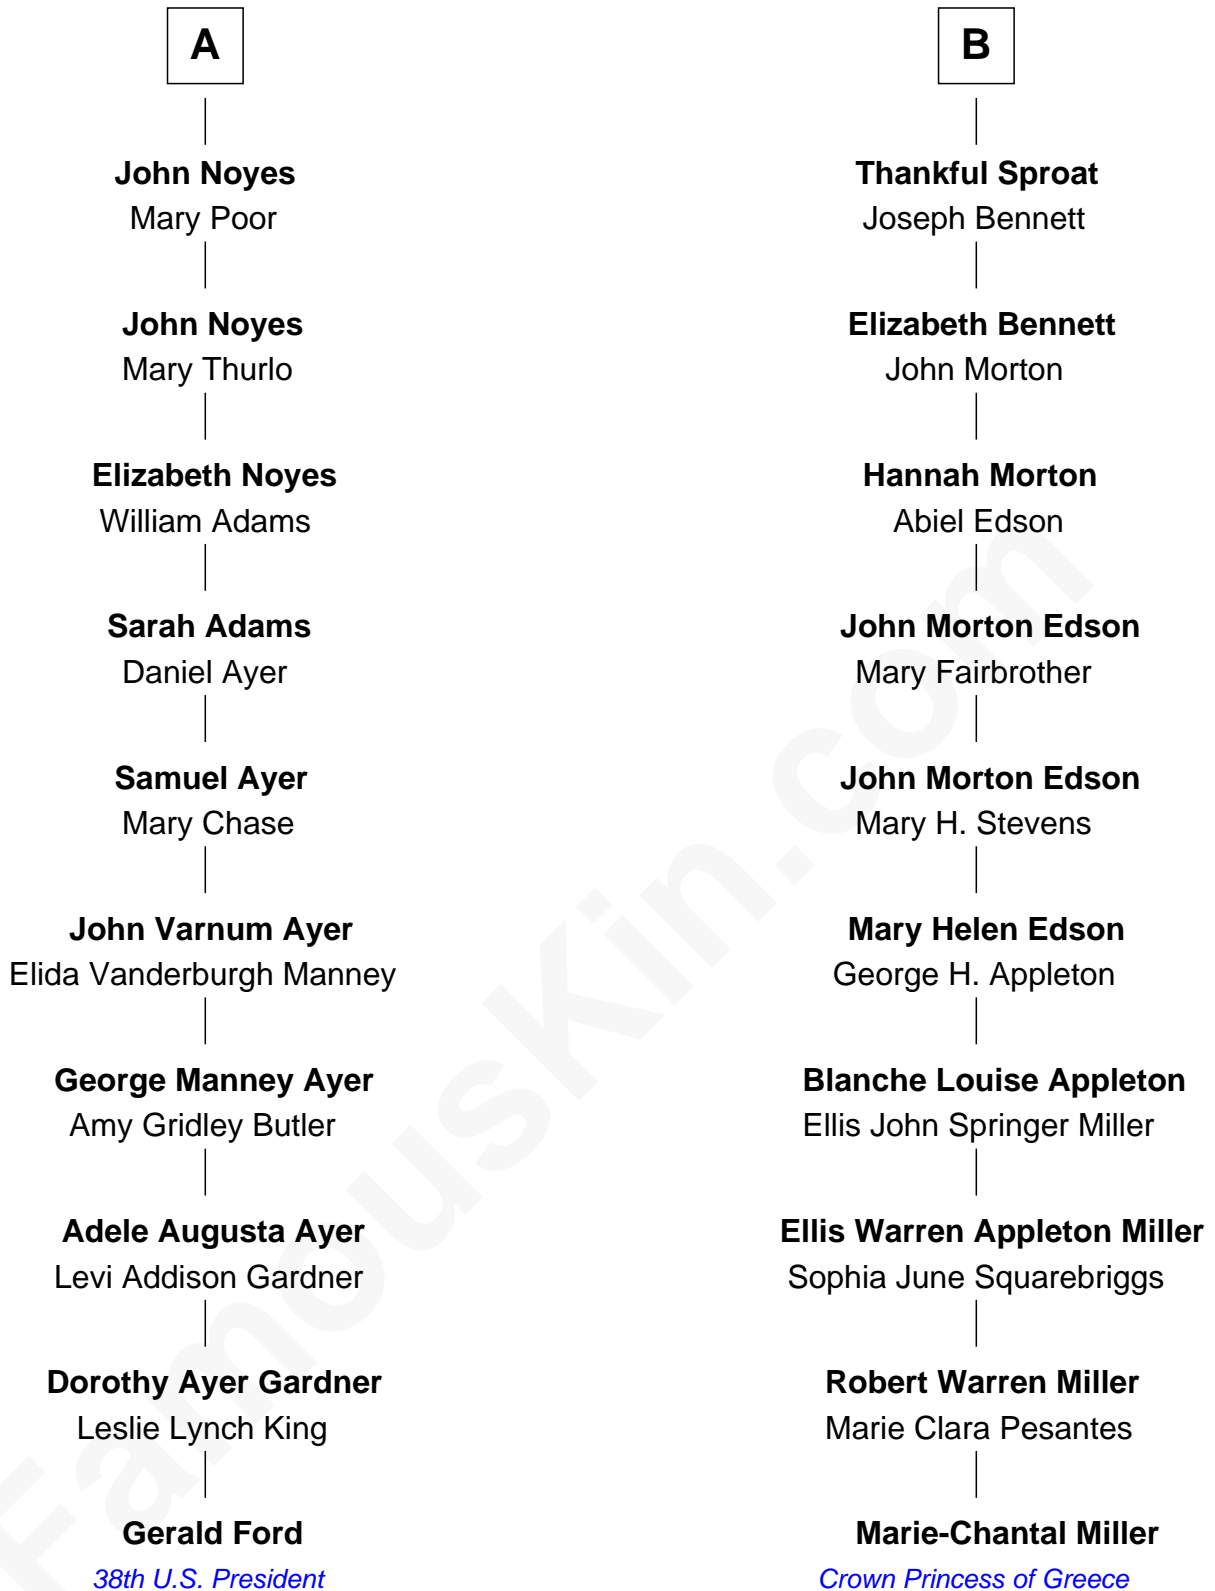 A
John Noyes
Mary Poor
John Noyes
Mary Thurlo
Elizabeth Noyes
William Adams
Sarah Adams
Daniel Ayer
Samuel Ayer
Mary Chase
John Varnum Ayer
Elida Vanderburgh Manney
George Manney Ayer
Amy Gridley Butler
Adele Augusta Ayer
Levi Addison Gardner
Dorothy Ayer Gardner
Leslie Lynch King
Gerald Ford
38th U.S. President
B
Thankful Sproat
Joseph Bennett
Elizabeth Bennett
John Morton
Hannah Morton
Abiel Edson
John Morton Edson
Mary Fairbrother
John Morton Edson
Mary H. Stevens
Mary Helen Edson
George H. Appleton
Blanche Louise Appleton
Ellis John Springer Miller
Ellis Warren Appleton Miller
Sophia June Squarebriggs
Robert Warren Miller
Marie Clara Pesantes
Marie-Chantal Miller
Crown Princess of Greece
FamousKin.com